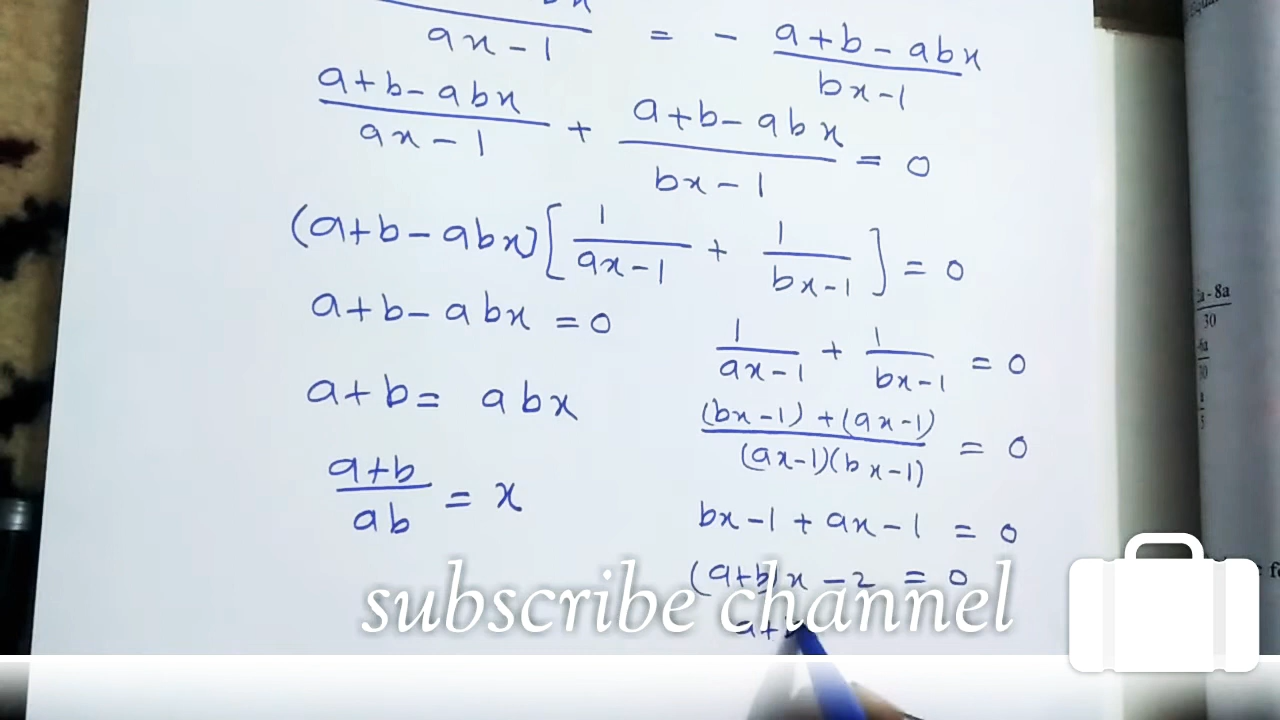 ax-1 = - a+b-abx / bx-1
a+b-abx / ax-1 + a+b-abx / bx-1 = 0
(a+b-abx)[1 / ax-1 + 1 / bx-1] = 0
a+b-abx = 0
a+b = abx
a+b / ab = x
1 / ax-1 + 1 / bx-1 = 0
(bx-1)+(ax-1) / (ax-1)(bx-1) = 0
bx-1+ax-1 = 0
(a+b)x-2 = 0
a+
subscribe channel
a-8a
30